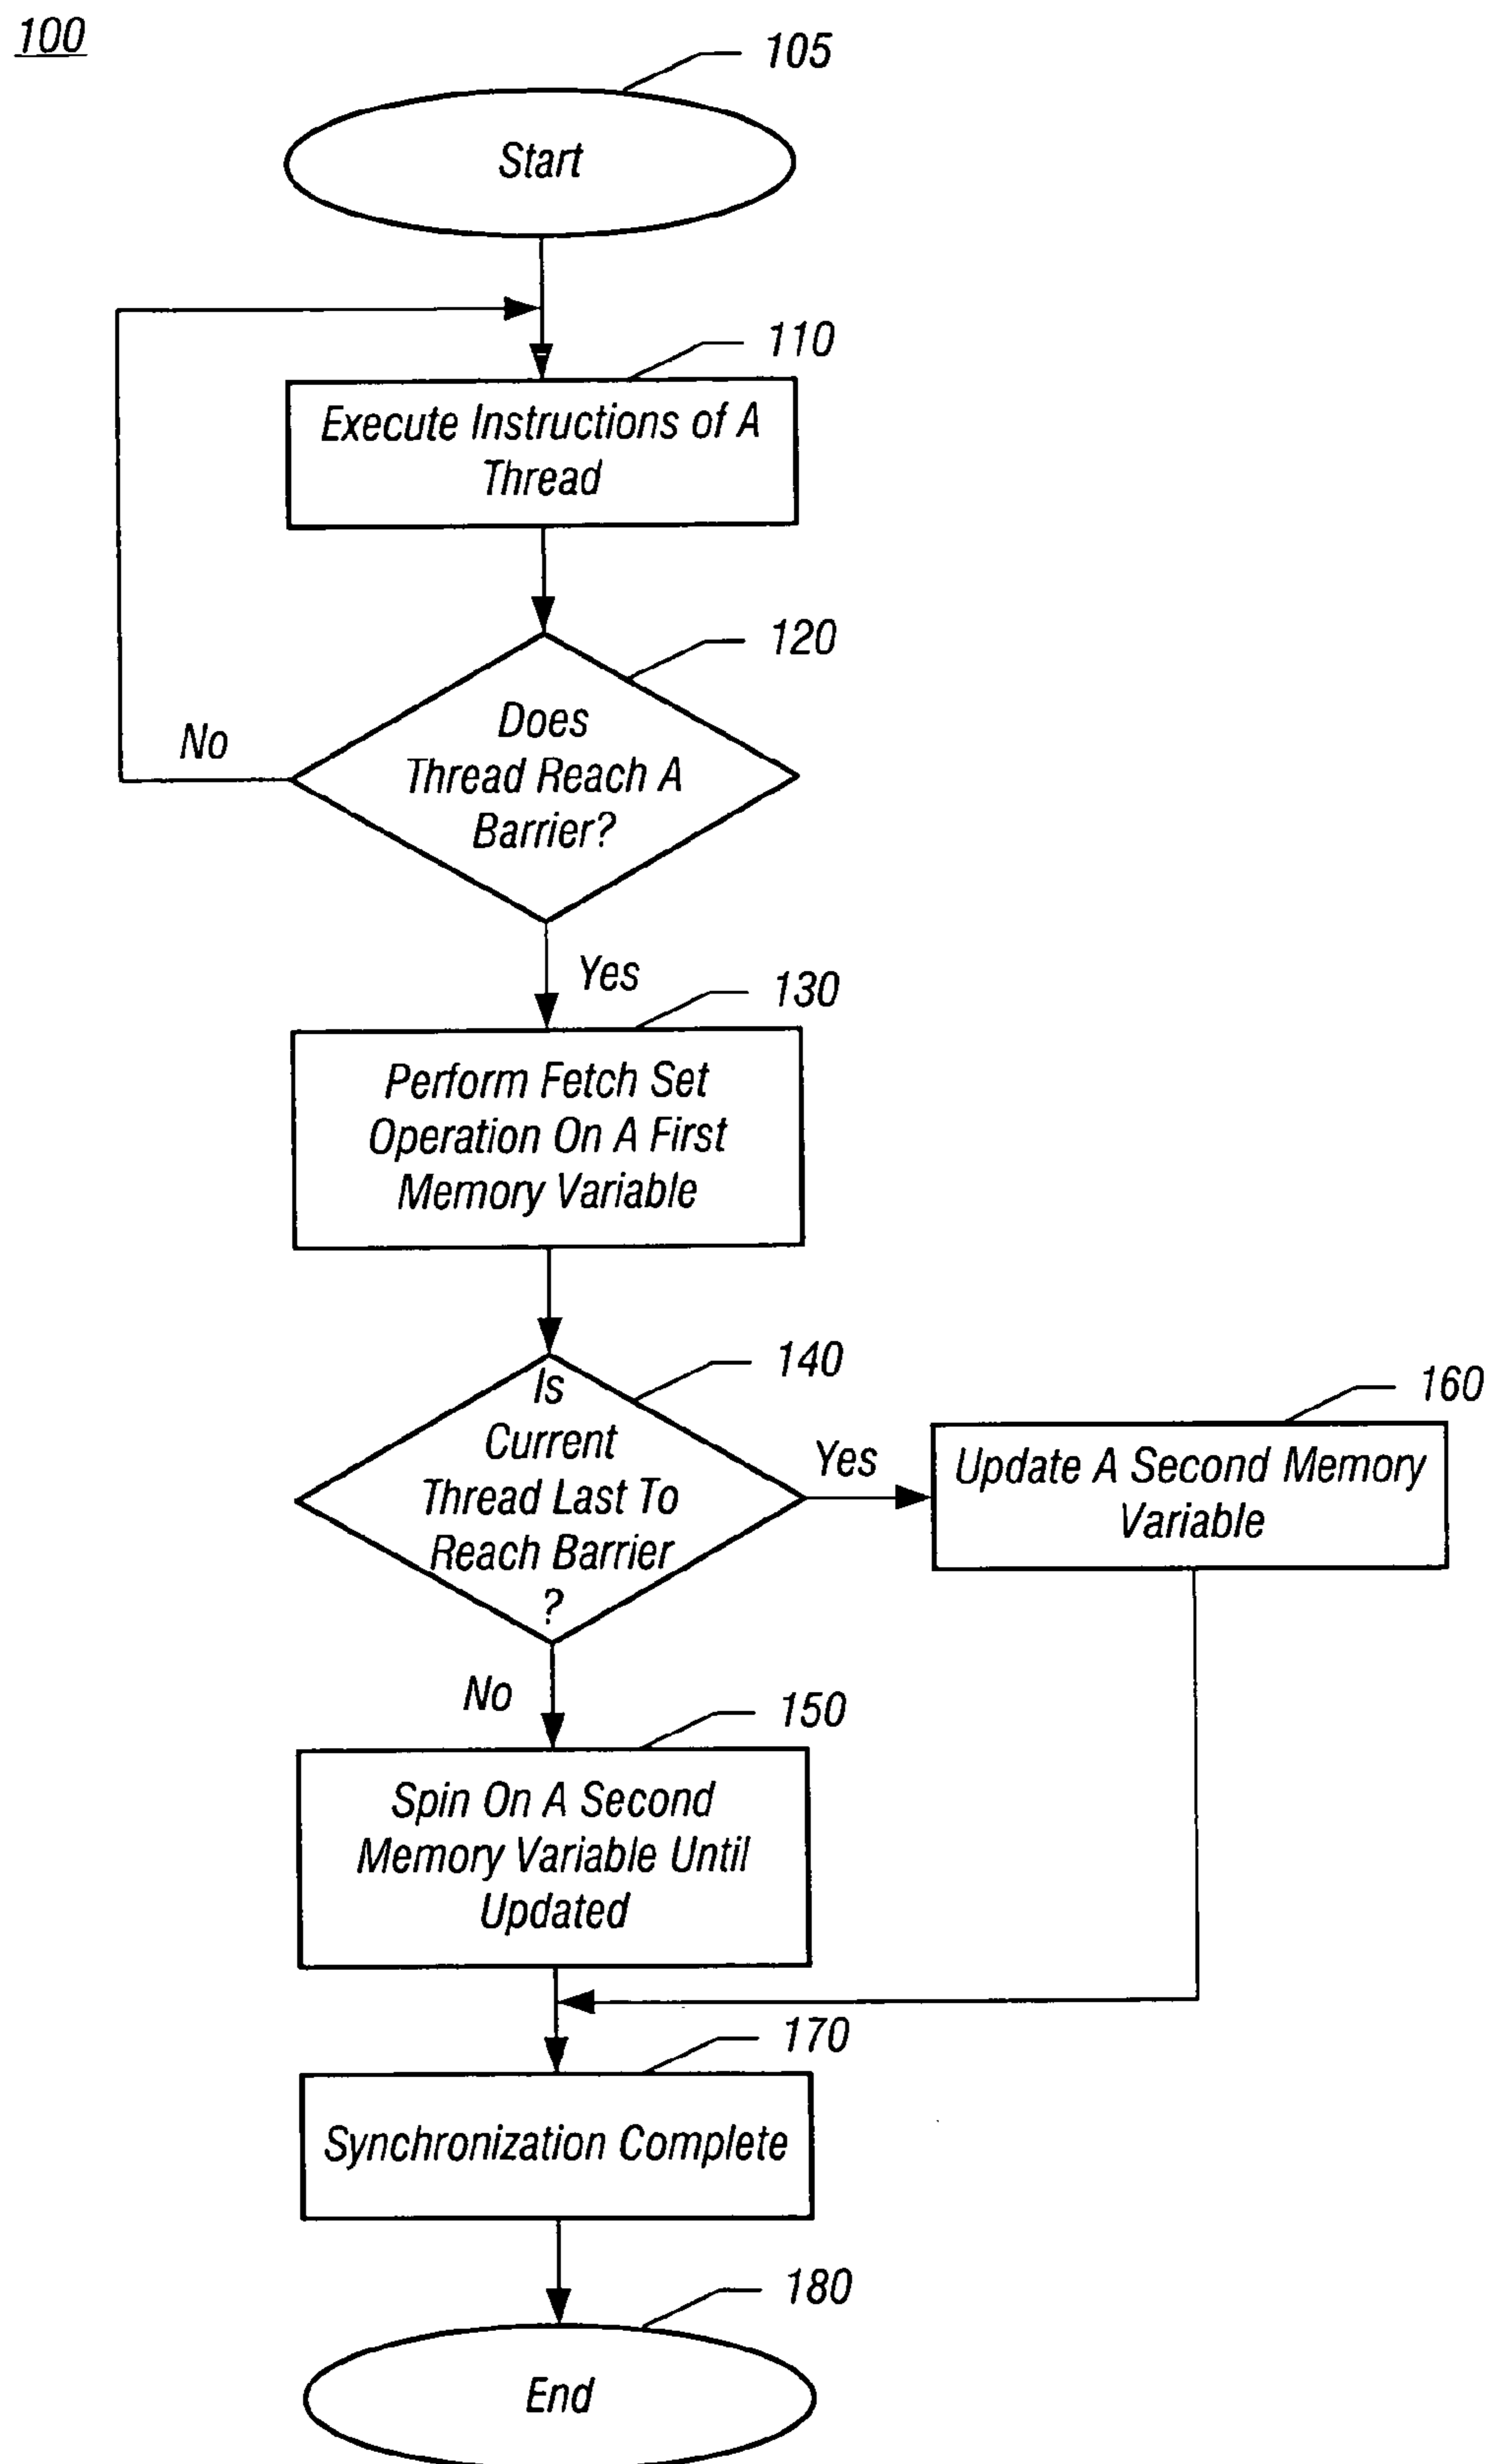 100
105
Start
110
Execute Instructions of A
Thread
120
Does
Thread Reach A
Barrier?
No
Yes
130
Perform Fetch Set
Operation On A First
Memory Variable
140
Is
Current
Thread Last To
Reach Barrier
?
Yes
160
Update A Second Memory
Variable
No
150
Spin On A Second
Memory Variable Until
Updated
170
Synchronization Complete
180
End